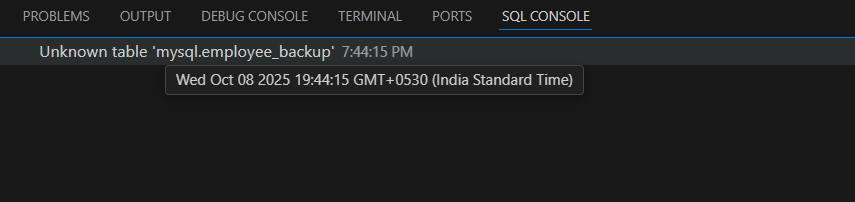 PROBLEMS OUTPUT DEBUG CONSOLE TERMINAL PORTS SQL CONSOLE
Unknown table 'mysql.employee_backup' 7:44:15 PM
Wed Oct 08 2025 19:44:15 GMT+0530 (India Standard Time)